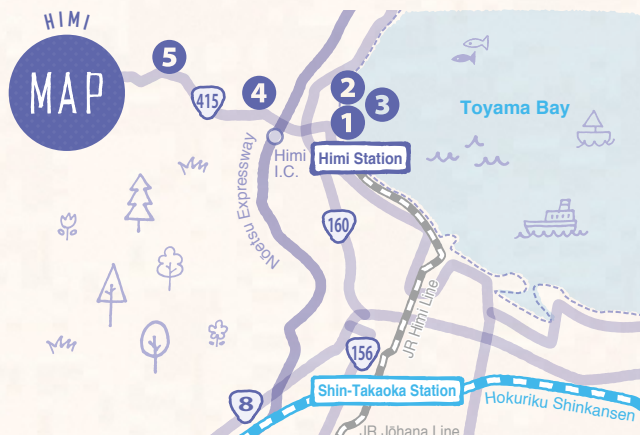 HIMI
MAP
5
415
4
2
3
1
Toyama Bay
Himi
I.C.
Himi Station
Nōetsu Expressway
160
JR Himi Line
156
8
Shin-Takaoka Station
Hokuriku Shinkansen
JR Jōhana Line